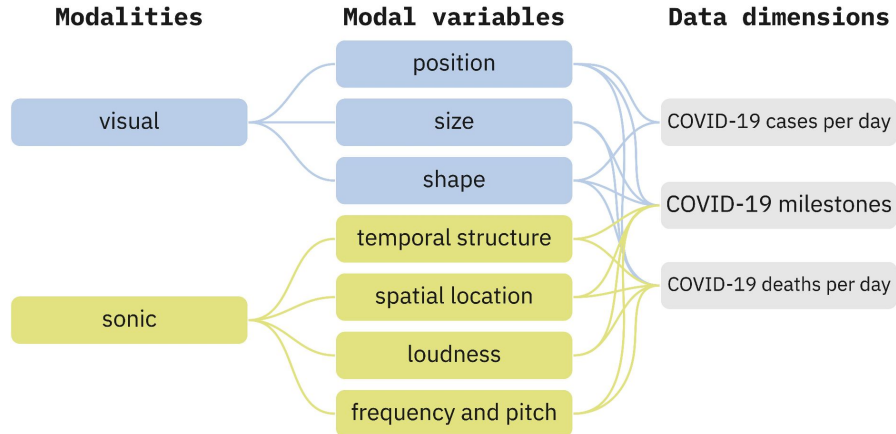 Modalities
Modal variables
Data dimensions
position
visual
size
COVID-19 cases per day
shape
COVID-19 milestones
temporal structure
COVID-19 deaths per day
spatial location
sonic
loudness
frequency and pitch